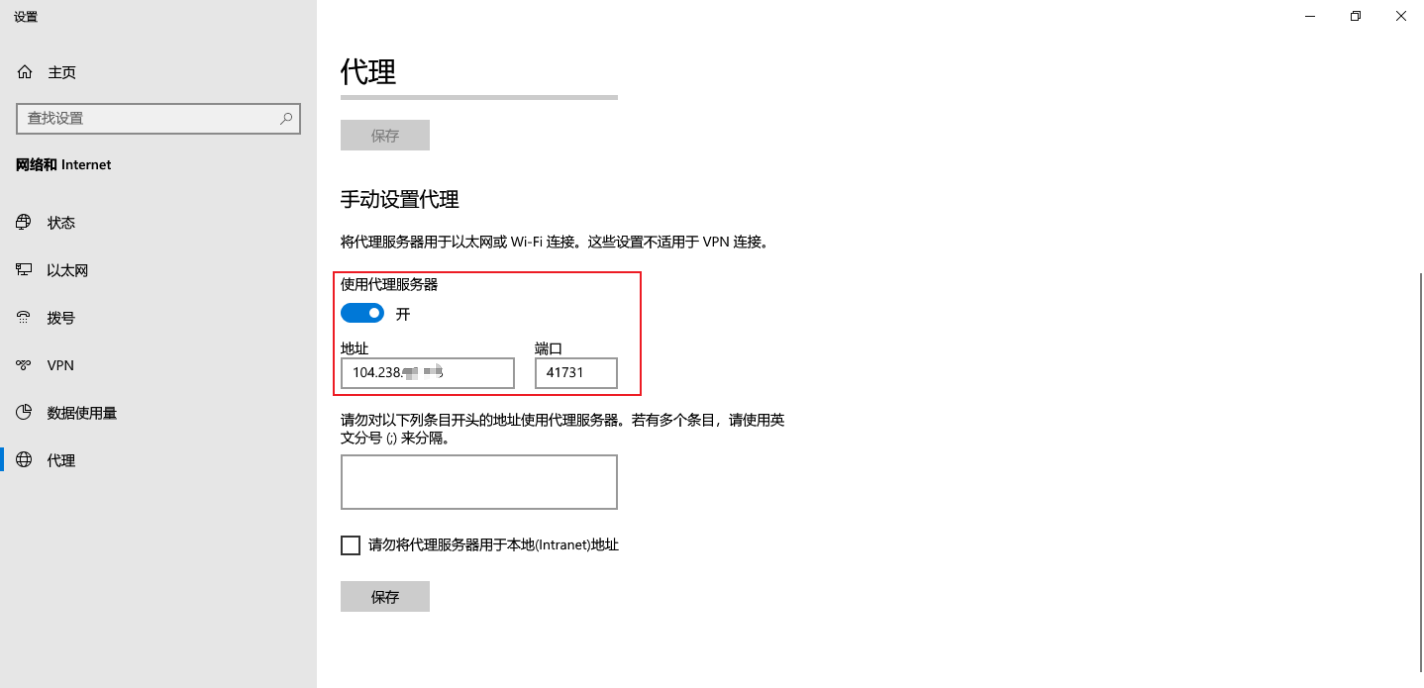 设置
主页
查找设置
网络和 Internet
状态
以太网
拨号
VPN
数据使用量
代理
代理
保存
手动设置代理
将代理服务器用于以太网或 Wi-Fi 连接。这些设置不适用于 VPN 连接。
使用代理服务器
开
地址
端口
104.238.
41731
请勿对以下列条目开头的地址使用代理服务器。若有多个条目，请使用英
文分号 (;) 来分隔。
请勿将代理服务器用于本地(Intranet)地址
保存